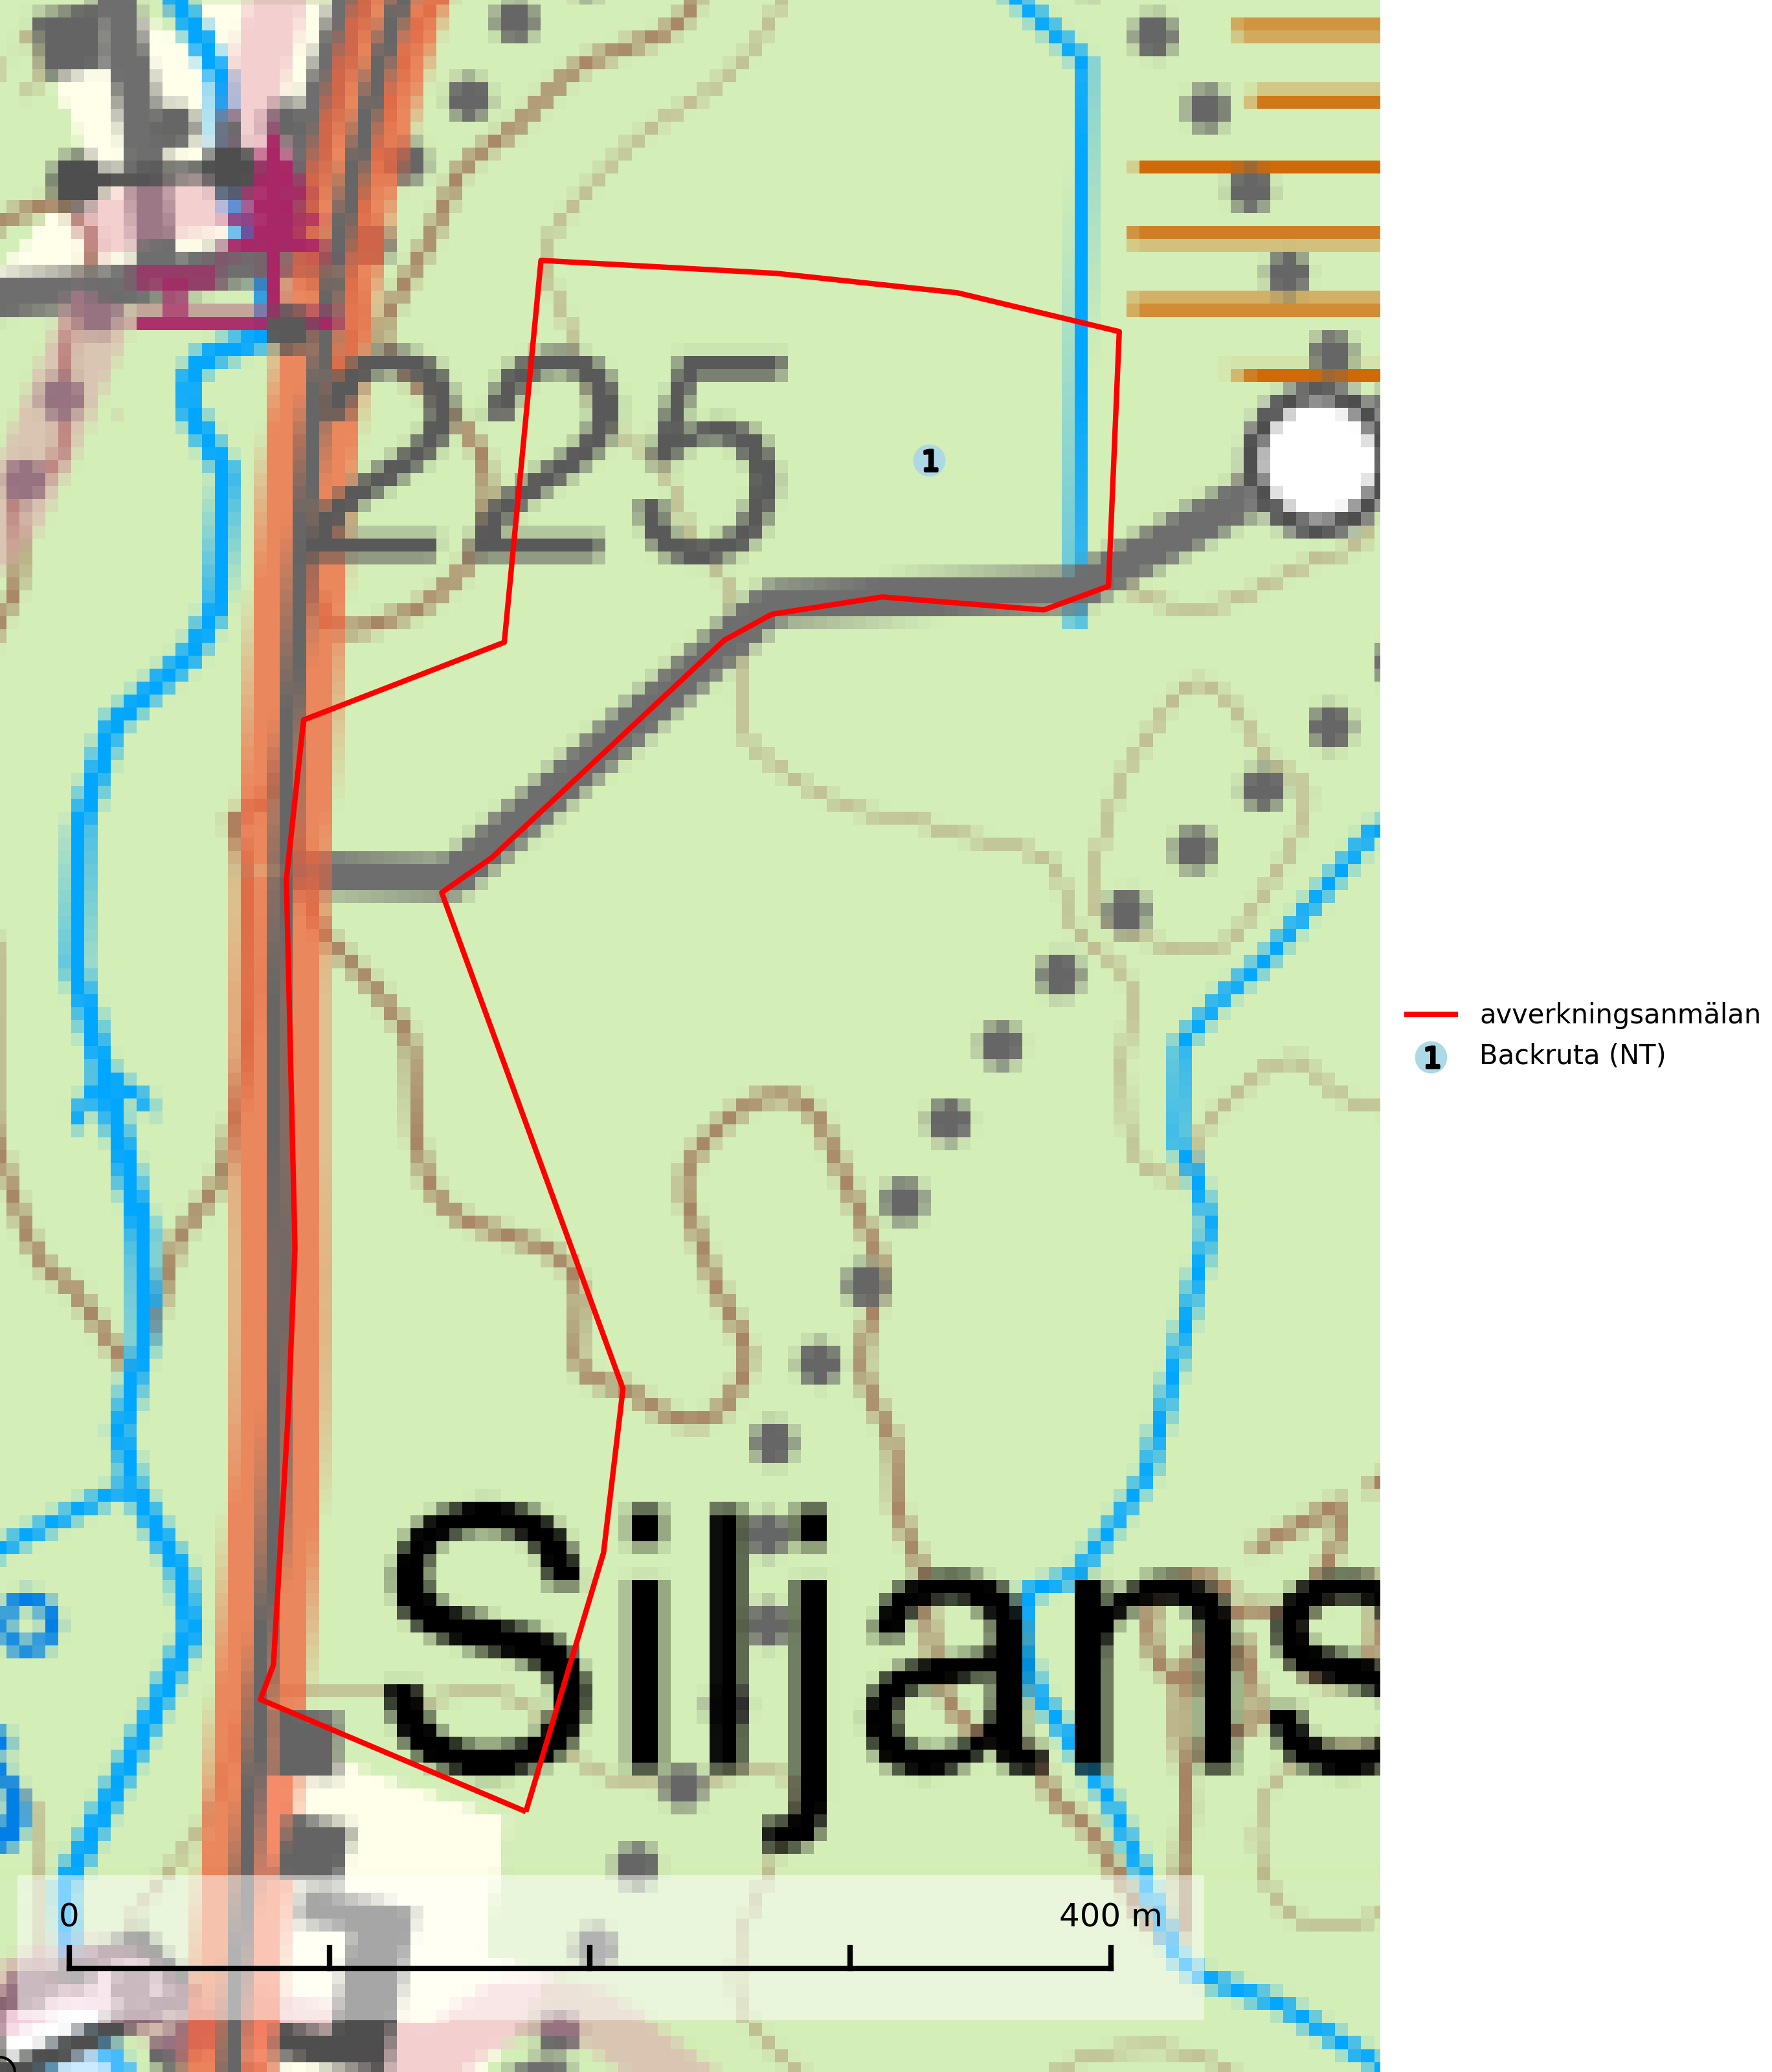 225
1
avverkningsanmälan
1 Backruta (NT)
Siljans
0 400 m